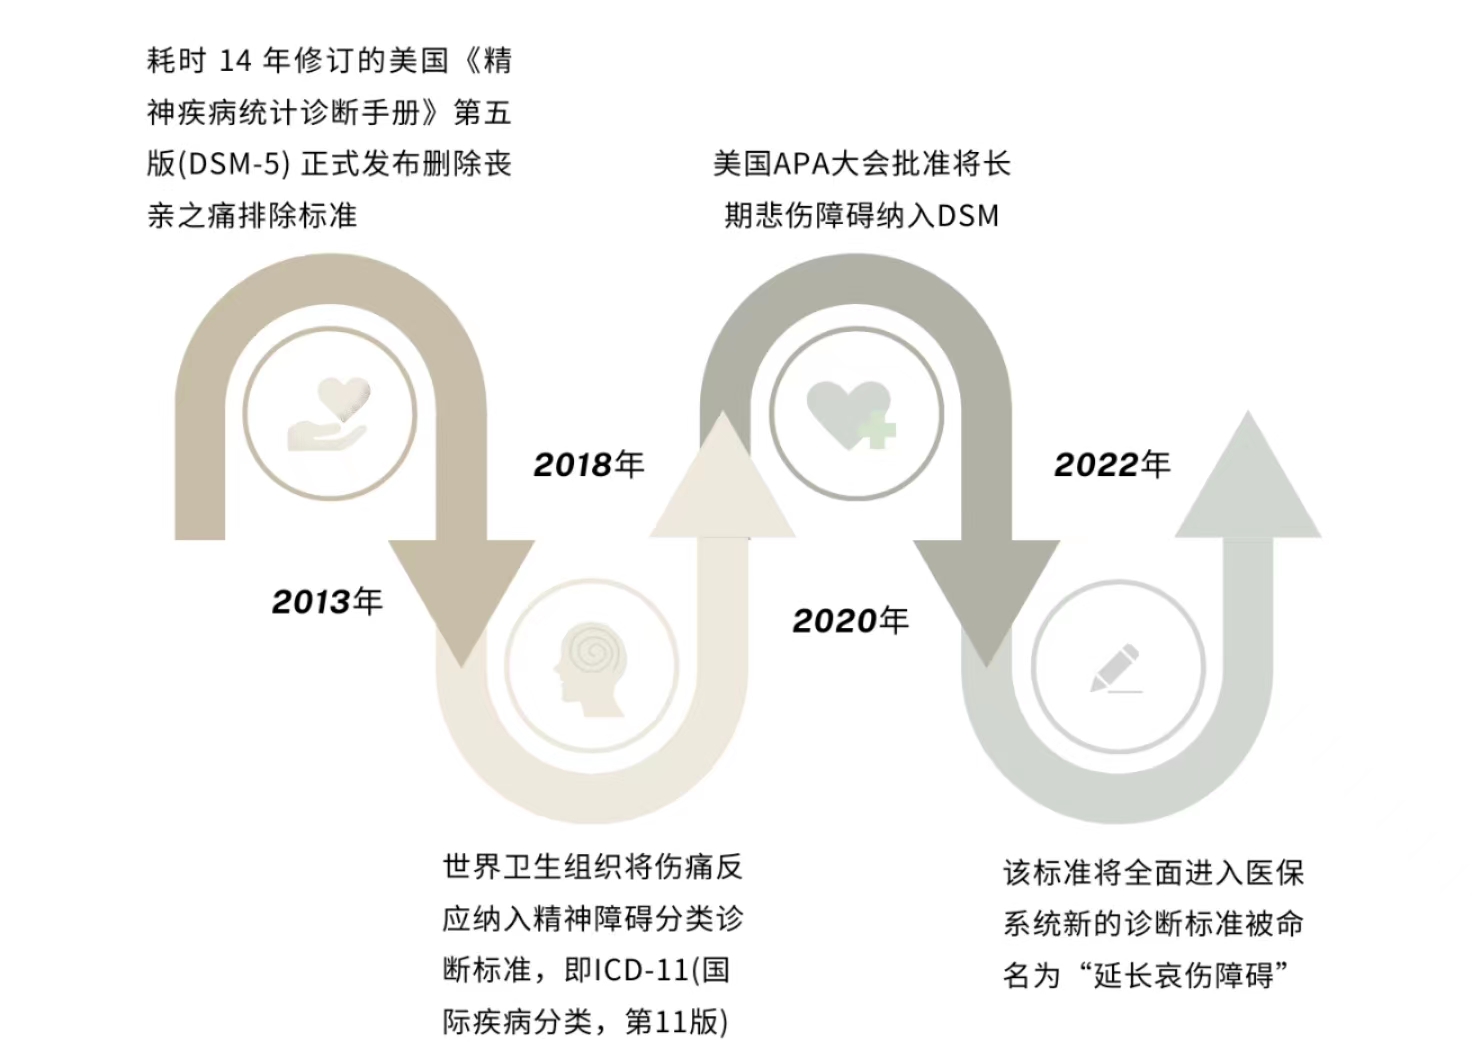 耗时 14 年修订的美国《精
神疾病统计诊断手册》第五
版(DSM-5) 正式发布删除丧
亲之痛排除标准
2013年
2018年
世界卫生组织将伤痛反
应纳入精神障碍分类诊
断标准，即ICD-11(国
际疾病分类，第11版)
美国APA大会批准将长
期悲伤障碍纳入DSM
2020年
2022年
该标准将全面进入医保
系统新的诊断标准被命
名为“延长哀伤障碍”